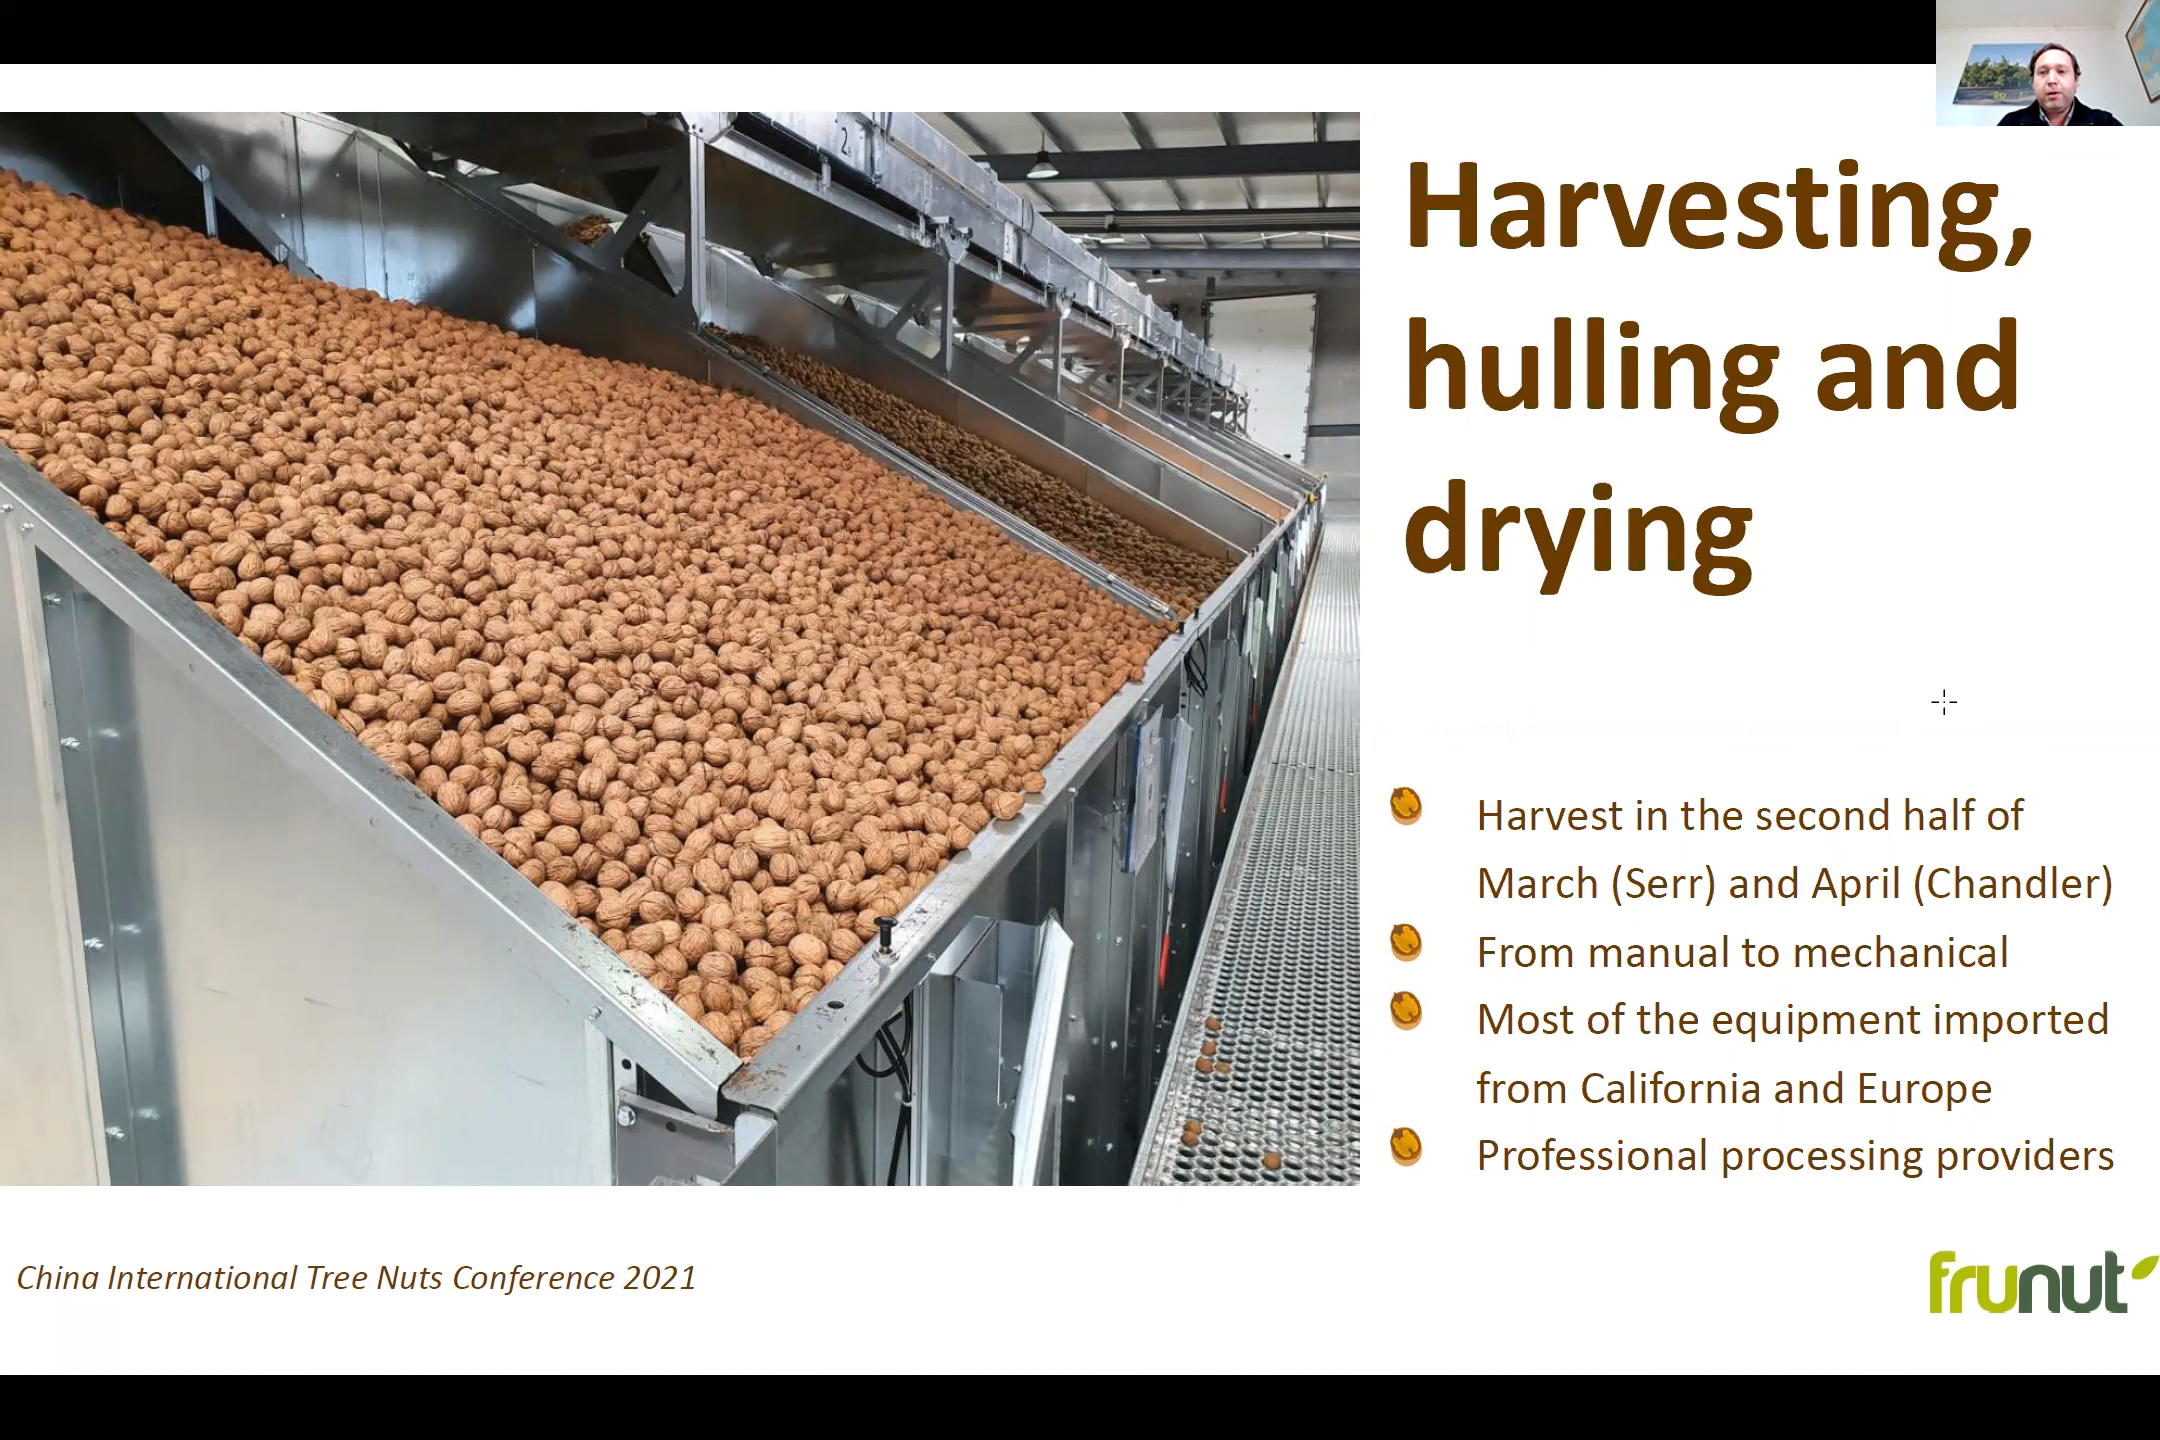 Harvesting,
hulling and
drying
Harvest in the second half of
March (Serr) and April (Chandler)
From manual to mechanical
Most of the equipment imported
from California and Europe
Professional processing providers
China International Tree Nuts Conference 2021
frunut
2